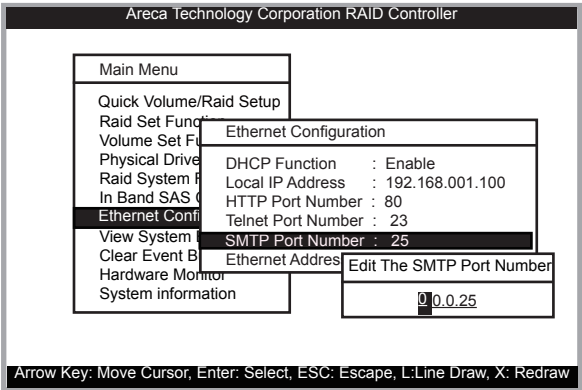 Areca Technology Corporation RAID Controller
Main Menu
Quick Volume/Raid Setup
Raid Set Function
Volume Set Fu
Physical Drive
Raid System F
In Band SAS
Ethernet Confi
View System
Clear Event B
Hardware Monitor
System information
Ethernet Configuration
DHCP Function : Enable
Local IP Address : 192.168.001.100
HTTP Port Number : 80
Telnet Port Number : 23
SMTP Port Number : 25
Ethernet Addres
Edit The SMTP Port Number
0 0.0.25
Arrow Key: Move Cursor, Enter: Select, ESC: Escape, L:Line Draw, X: Redraw